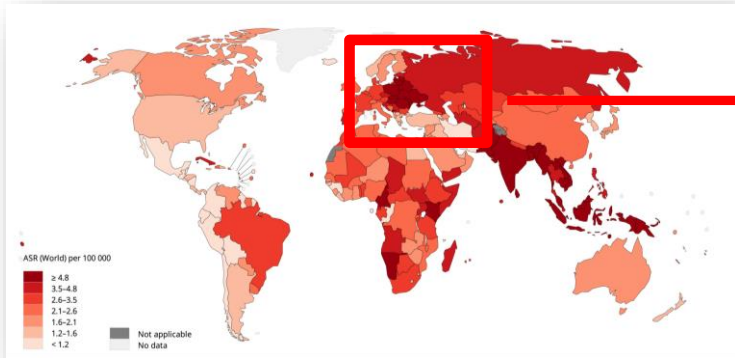 ASR (World) per 100 000
≥ 4.8
3.5–4.8
2.6–3.5
2.1–2.6
1.6–2.1
1.2–1.6
< 1.2
Not applicable
No data